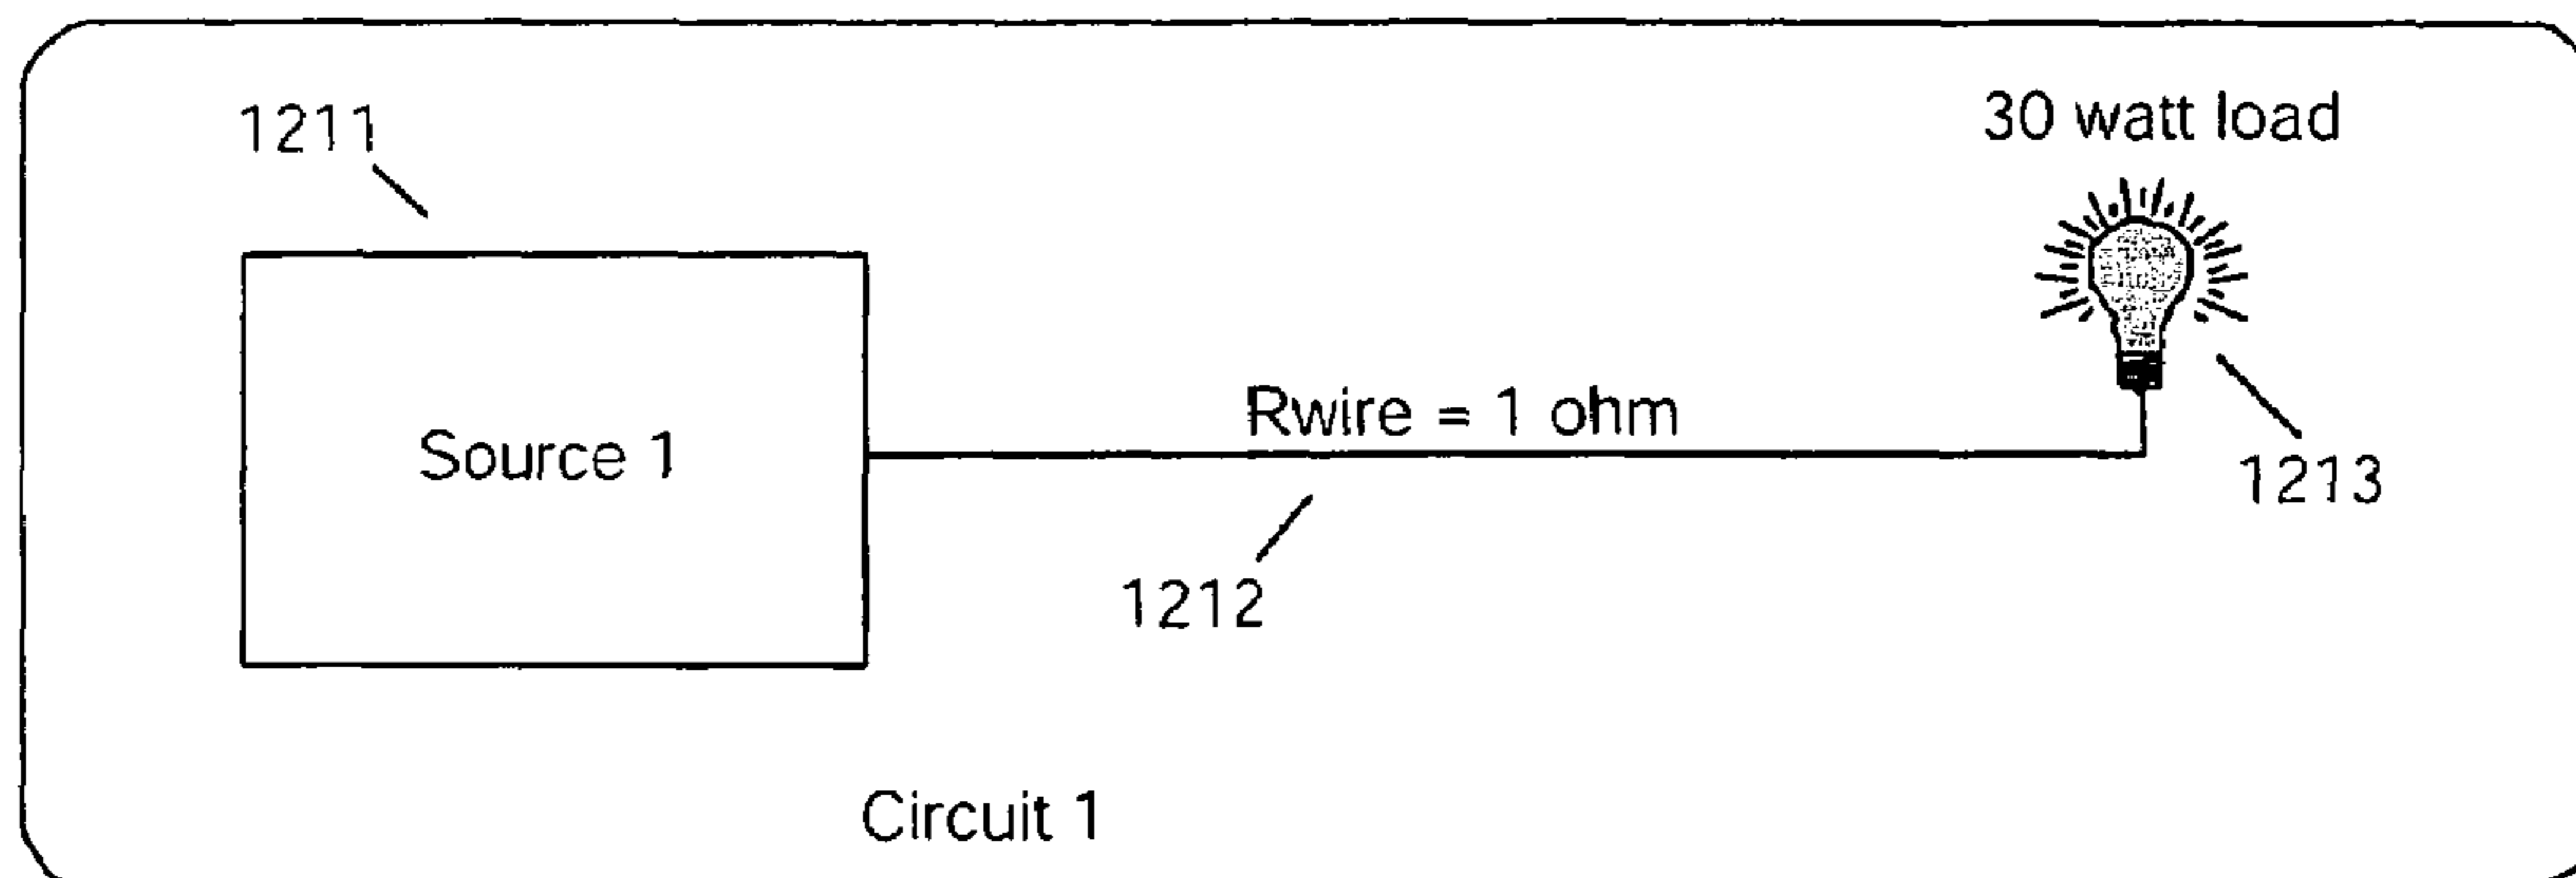 1211
30 watt load
Source 1
Rwire = 1 ohm
1213
1212
Circuit 1